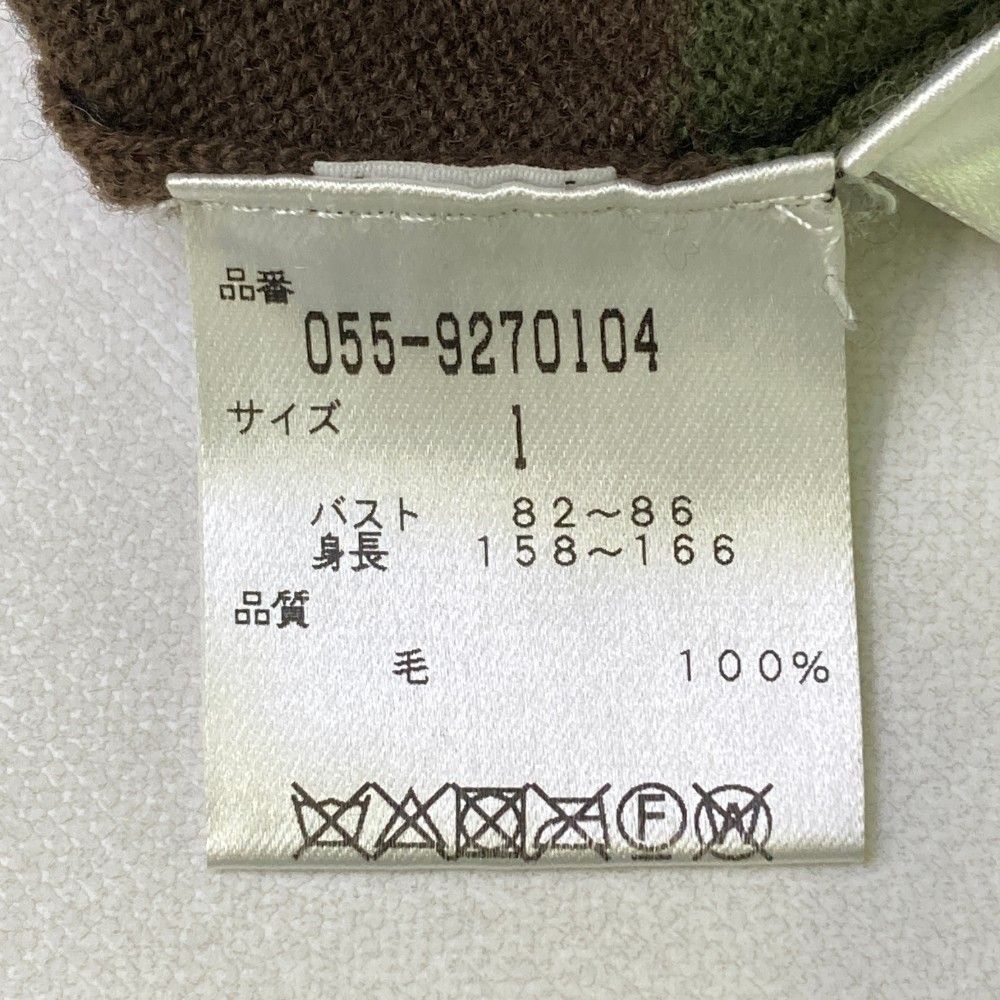 品番
055-9270104
サイズ 1
バスト 82～86
身長 158～166
品質
毛 100%
F W